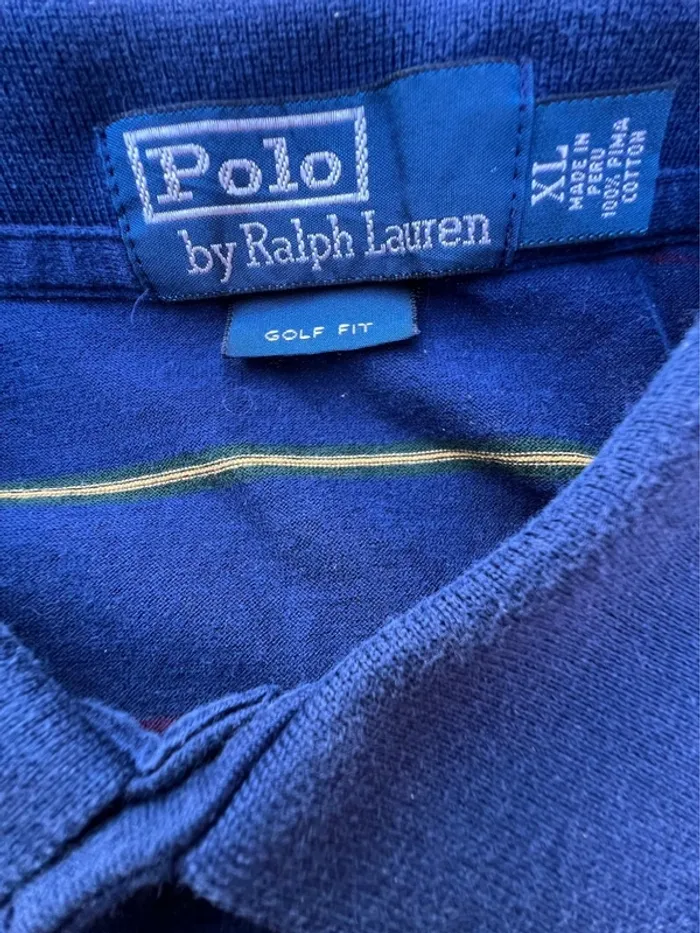 Polo
by Ralph Lauren
XL
MADE IN
PERU
100% PIMA
COTTON
GOLF FIT